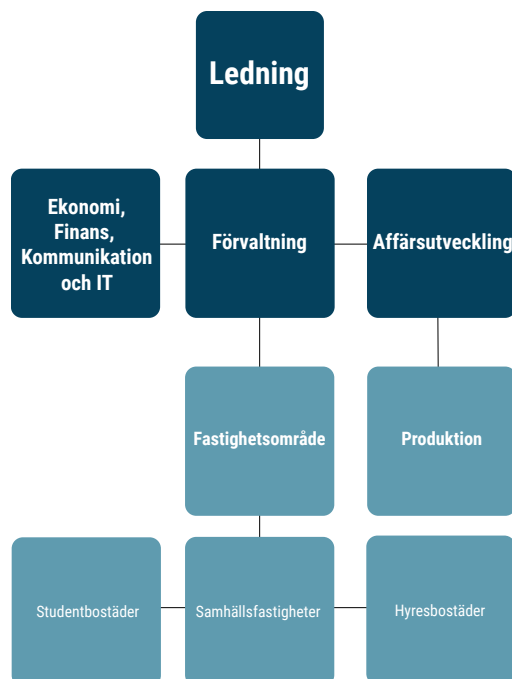 Ledning
Ekonomi,
Finans,
Kommunikation
och IT
Förvaltning
Affärsutveckling
Fastighetsområde
Produktion
Studentbostäder
Samhällsfastigheter
Hyresbostäder